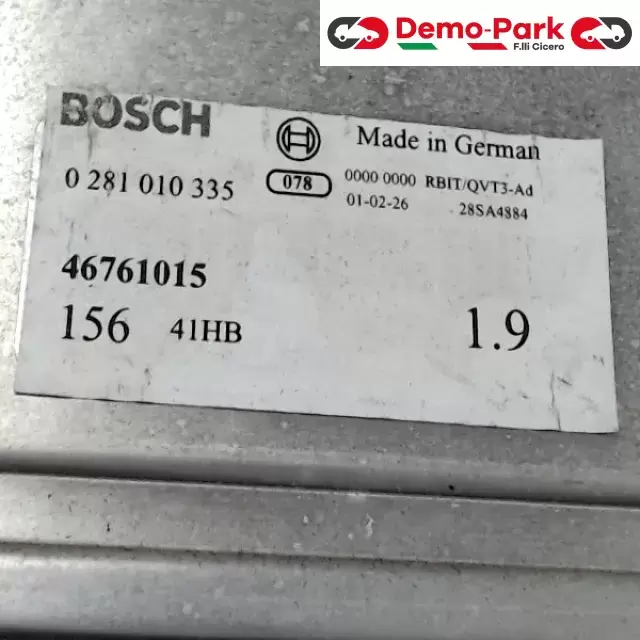 Demo-Park
F.lli Cicero
BOSCH
Made in German
0 281 010 335
078
0000 0000 RBIT/QVT3-Ad
01-02-26 28SA4884
46761015
156 41HB 1.9